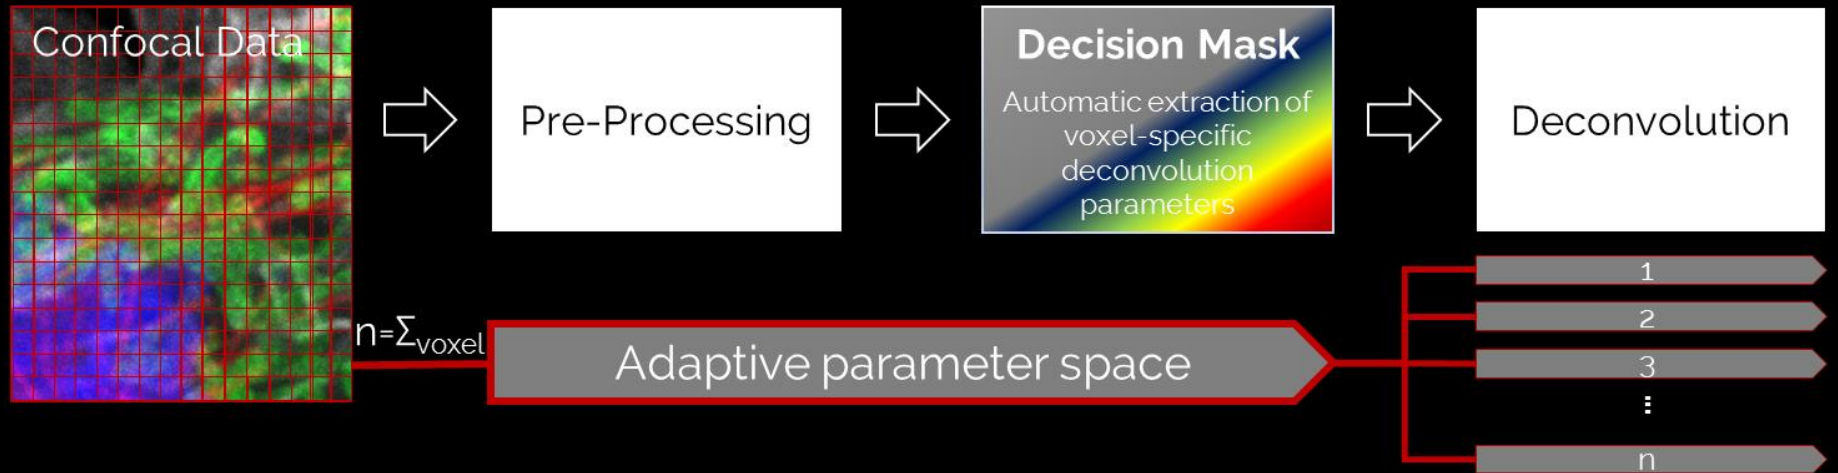 Confocal Data
Pre-Processing
Decision Mask
Automatic extraction of
voxel-specific
deconvolution
parameters
Deconvolution
n=Σvoxel
Adaptive parameter space
1
2
3
⋮
n